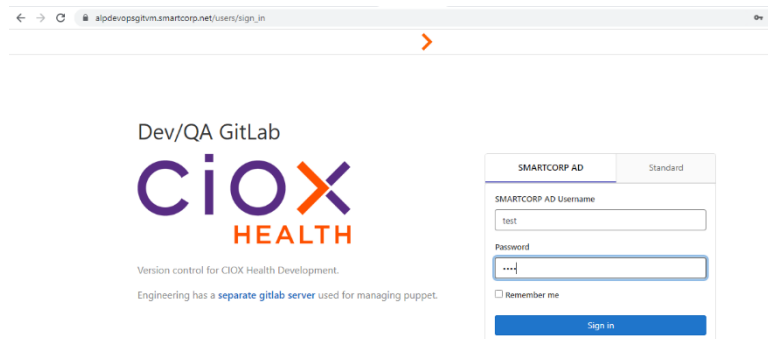 alpdevopsgitvm.smartcorp.net/users/sign_in
Dev/QA GitLab
ciox
HEALTH
Version control for CIOX Health Development.
Engineering has a separate gitlab server used for managing puppet.
SMARTCORP AD Standard
SMARTCORP AD Username
test
Password
••••
Remember me
Sign in